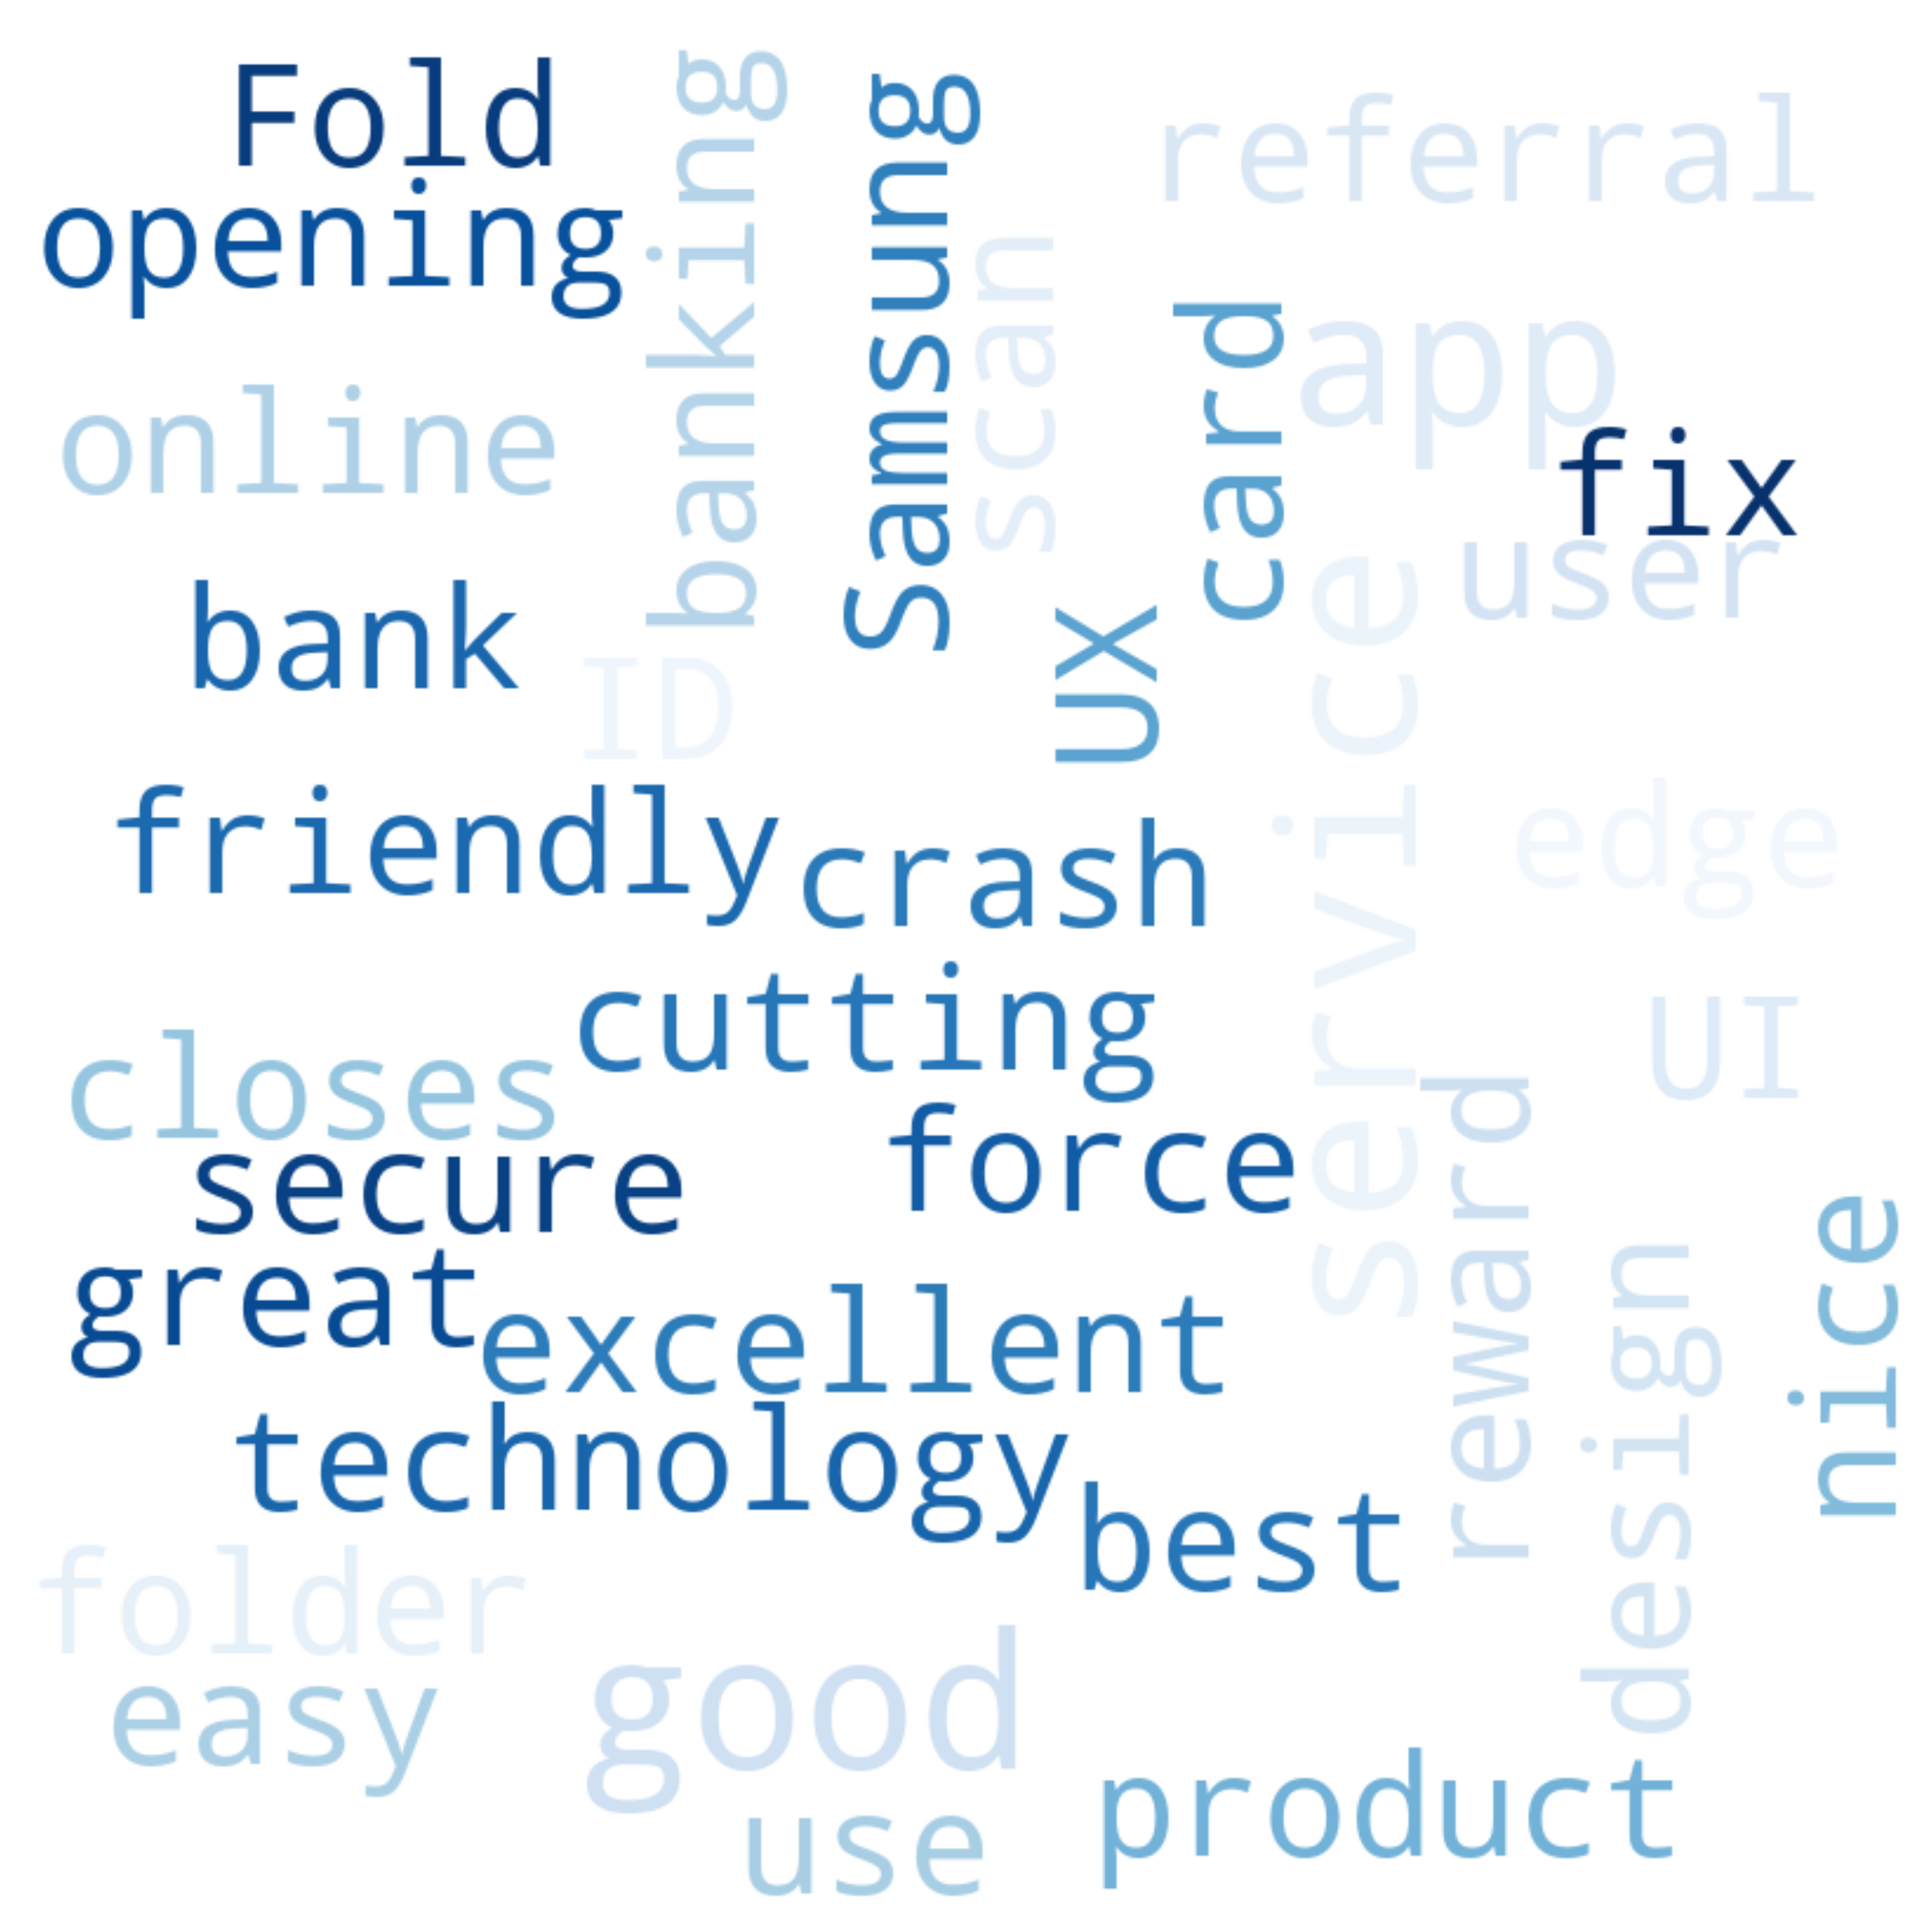 Fold
opening
banking
Samsung
referral
scan
card
app
online
fix
user
bank
ID
UX
service
friendly
crash
edge
cutting
UI
closes
force
secure
reward
great
excellent
design
nice
technology
best
folder
good
easy
product
use